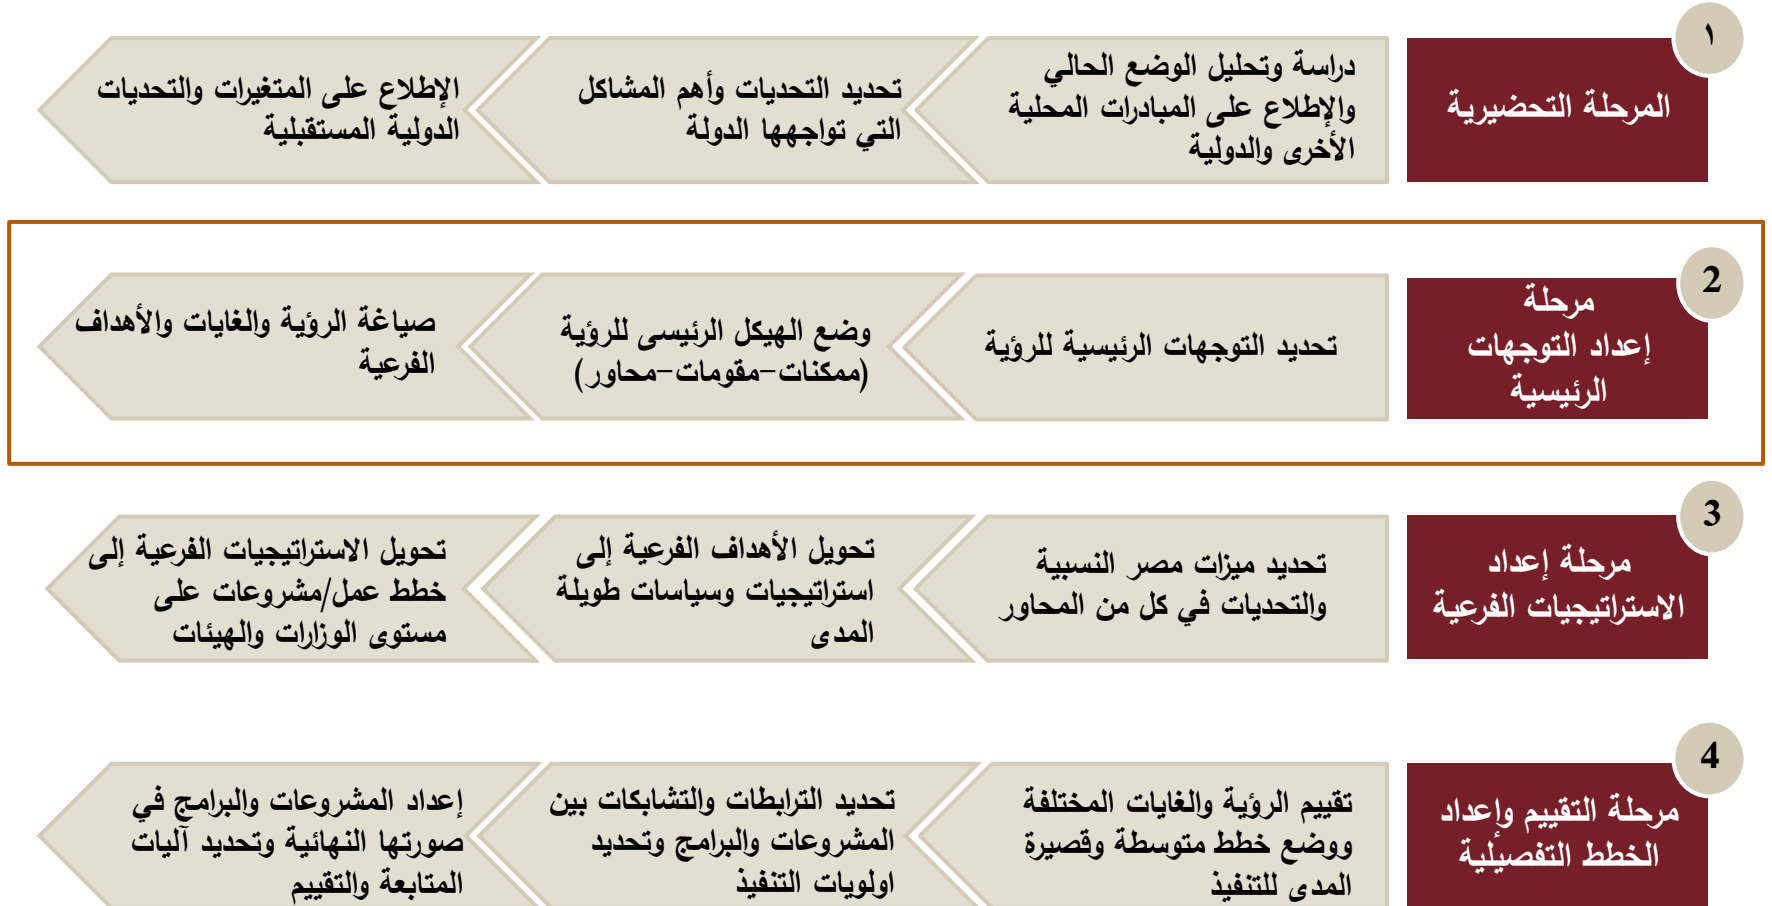 ١
المرحلة التحضيرية
دراسة وتحليل الوضع الحالي
والإطلاع على المبادرات المحلية
الأخرى والدولية
تحديد التحديات وأهم المشاكل
التي تواجهها الدولة
الإطلاع على المتغيرات والتحديات
الدولية المستقبلية
2
مرحلة
إعداد التوجهات
الرئيسية
تحديد التوجهات الرئيسية للرؤية
وضع الهيكل الرئيسى للرؤية
(ممكنات-مقومات-محاور)
صياغة الرؤية والغايات والأهداف
الفرعية
3
مرحلة إعداد
الاستراتيجيات الفرعية
تحديد ميزات مصر النسبية
والتحديات في كل من المحاور
تحويل الأهداف الفرعية إلى
استراتيجيات وسياسات طويلة
المدى
تحويل الاستراتيجيات الفرعية إلى
خطط عمل/مشروعات على
مستوى الوزارات والهيئات
4
مرحلة التقييم وإعداد
الخطط التفصيلية
تقييم الرؤية والغايات المختلفة
ووضع خطط متوسطة وقصيرة
المدى للتنفيذ
تحديد الترابطات والتشابكات بين
المشروعات والبرامج وتحديد
اولويات التنفيذ
إعداد المشروعات والبرامج في
صورتها النهائية وتحديد آليات
المتابعة والتقييم